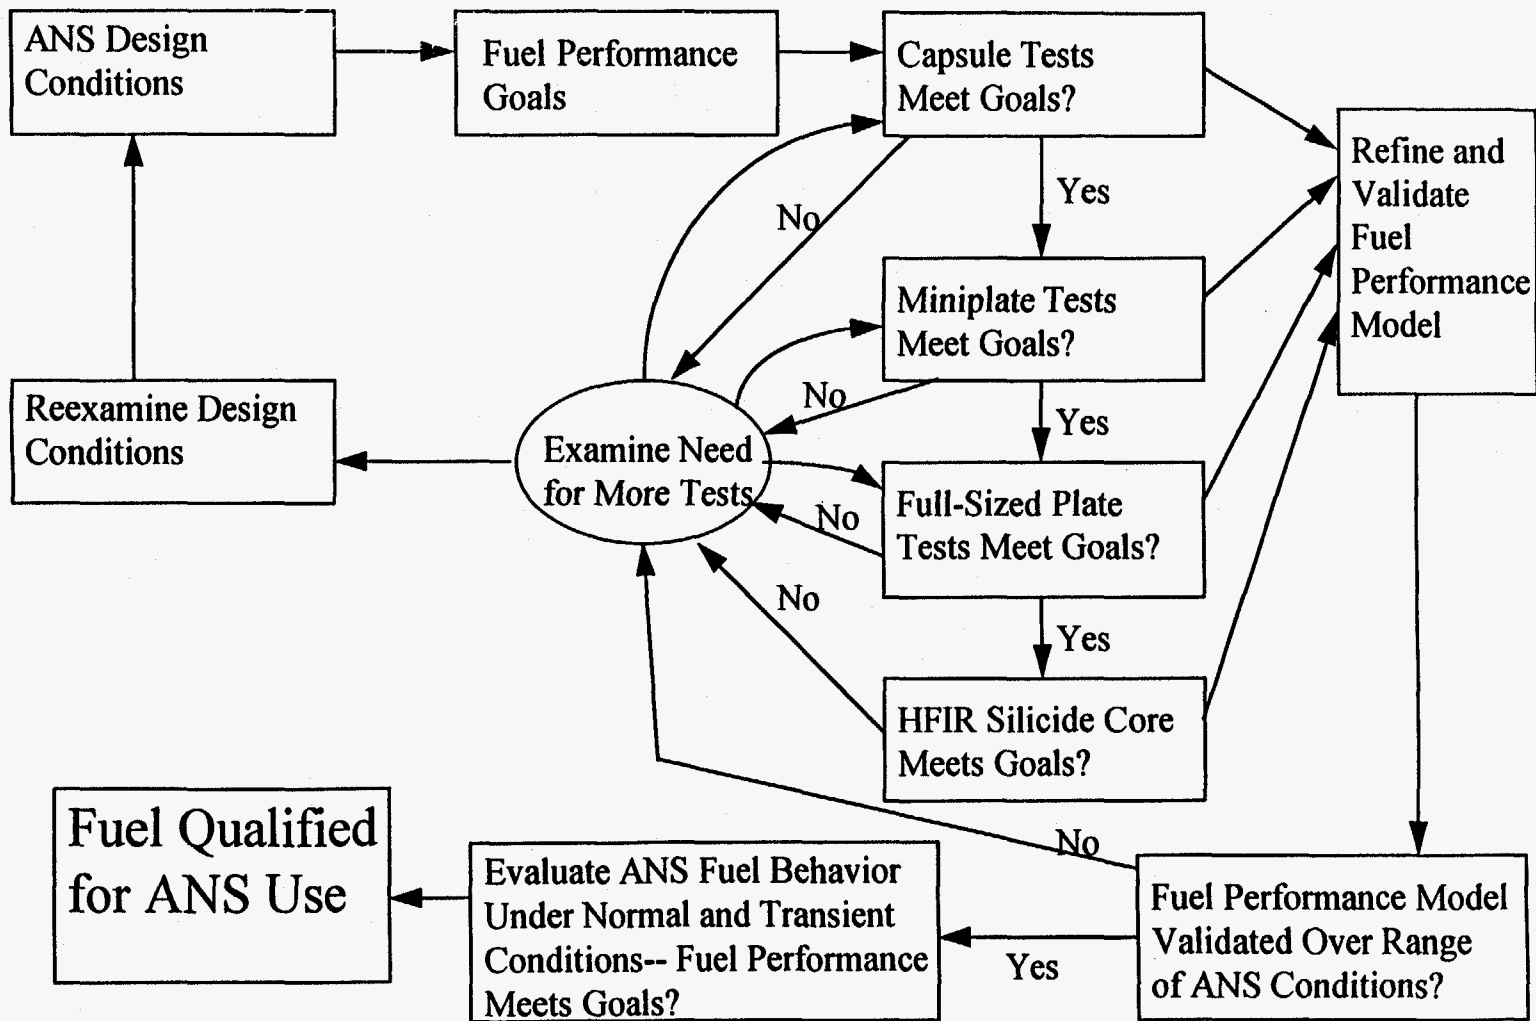 ANS Design
Conditions
Fuel Performance
Goals
Capsule Tests
Meet Goals?
Refine and
Validate
Fuel
Performance
Model
No
Yes
Miniplate Tests
Meet Goals?
Reexamine Design
Conditions
No
Yes
Examine Need
for More Tests
Full-Sized Plate
Tests Meet Goals?
No
No
Yes
HFIR Silicide Core
Meets Goals?
Fuel Qualified
for ANS Use
No
Evaluate ANS Fuel Behavior
Under Normal and Transient
Conditions-- Fuel Performance
Meets Goals?
Yes
Fuel Performance Model
Validated Over Range
of ANS Conditions?